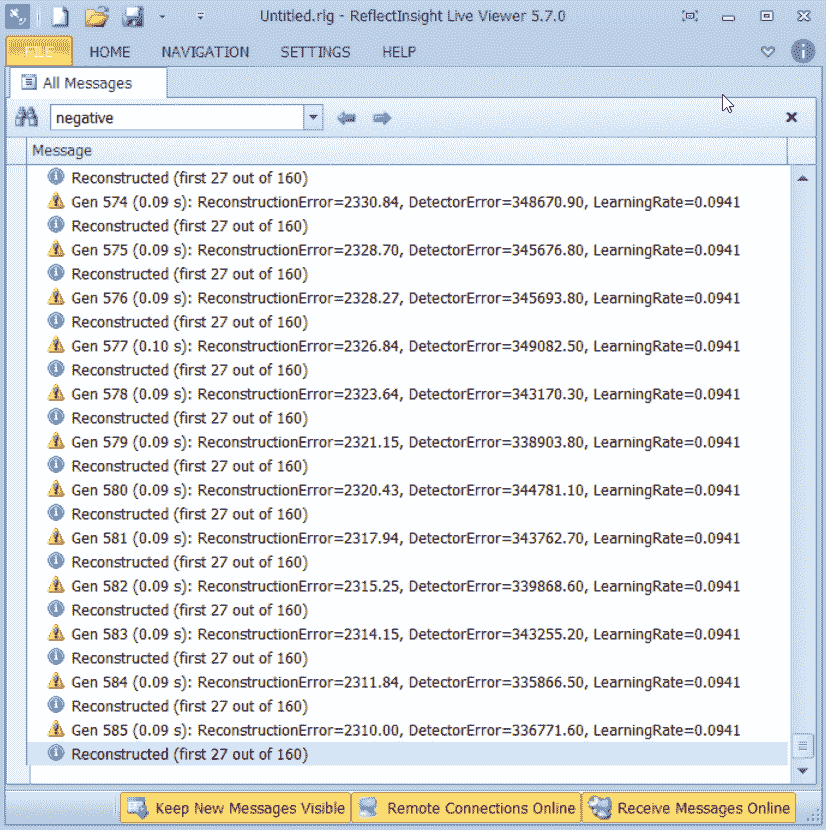 Untitled.rlg - ReflectInsight Live Viewer 5.7.0
FILE HOME NAVIGATION SETTINGS HELP
All Messages
negative
Message
Reconstructed (first 27 out of 160)
Gen 574 (0.09 s): ReconstructionError=2330.84, DetectorError=348670.90, LearningRate=0.0941
Reconstructed (first 27 out of 160)
Gen 575 (0.09 s): ReconstructionError=2328.70, DetectorError=345676.80, LearningRate=0.0941
Reconstructed (first 27 out of 160)
Gen 576 (0.09 s): ReconstructionError=2328.27, DetectorError=345693.80, LearningRate=0.0941
Reconstructed (first 27 out of 160)
Gen 577 (0.10 s): ReconstructionError=2326.84, DetectorError=349082.50, LearningRate=0.0941
Reconstructed (first 27 out of 160)
Gen 578 (0.09 s): ReconstructionError=2323.64, DetectorError=343170.30, LearningRate=0.0941
Reconstructed (first 27 out of 160)
Gen 579 (0.09 s): ReconstructionError=2321.15, DetectorError=338903.80, LearningRate=0.0941
Reconstructed (first 27 out of 160)
Gen 580 (0.09 s): ReconstructionError=2320.43, DetectorError=344781.10, LearningRate=0.0941
Reconstructed (first 27 out of 160)
Gen 581 (0.09 s): ReconstructionError=2317.94, DetectorError=343762.70, LearningRate=0.0941
Reconstructed (first 27 out of 160)
Gen 582 (0.09 s): ReconstructionError=2315.25, DetectorError=339868.60, LearningRate=0.0941
Reconstructed (first 27 out of 160)
Gen 583 (0.09 s): ReconstructionError=2314.15, DetectorError=343255.20, LearningRate=0.0941
Reconstructed (first 27 out of 160)
Gen 584 (0.09 s): ReconstructionError=2311.84, DetectorError=335866.50, LearningRate=0.0941
Reconstructed (first 27 out of 160)
Gen 585 (0.09 s): ReconstructionError=2310.00, DetectorError=336771.60, LearningRate=0.0941
Reconstructed (first 27 out of 160)
Keep New Messages Visible Remote Connections Online Receive Messages Online